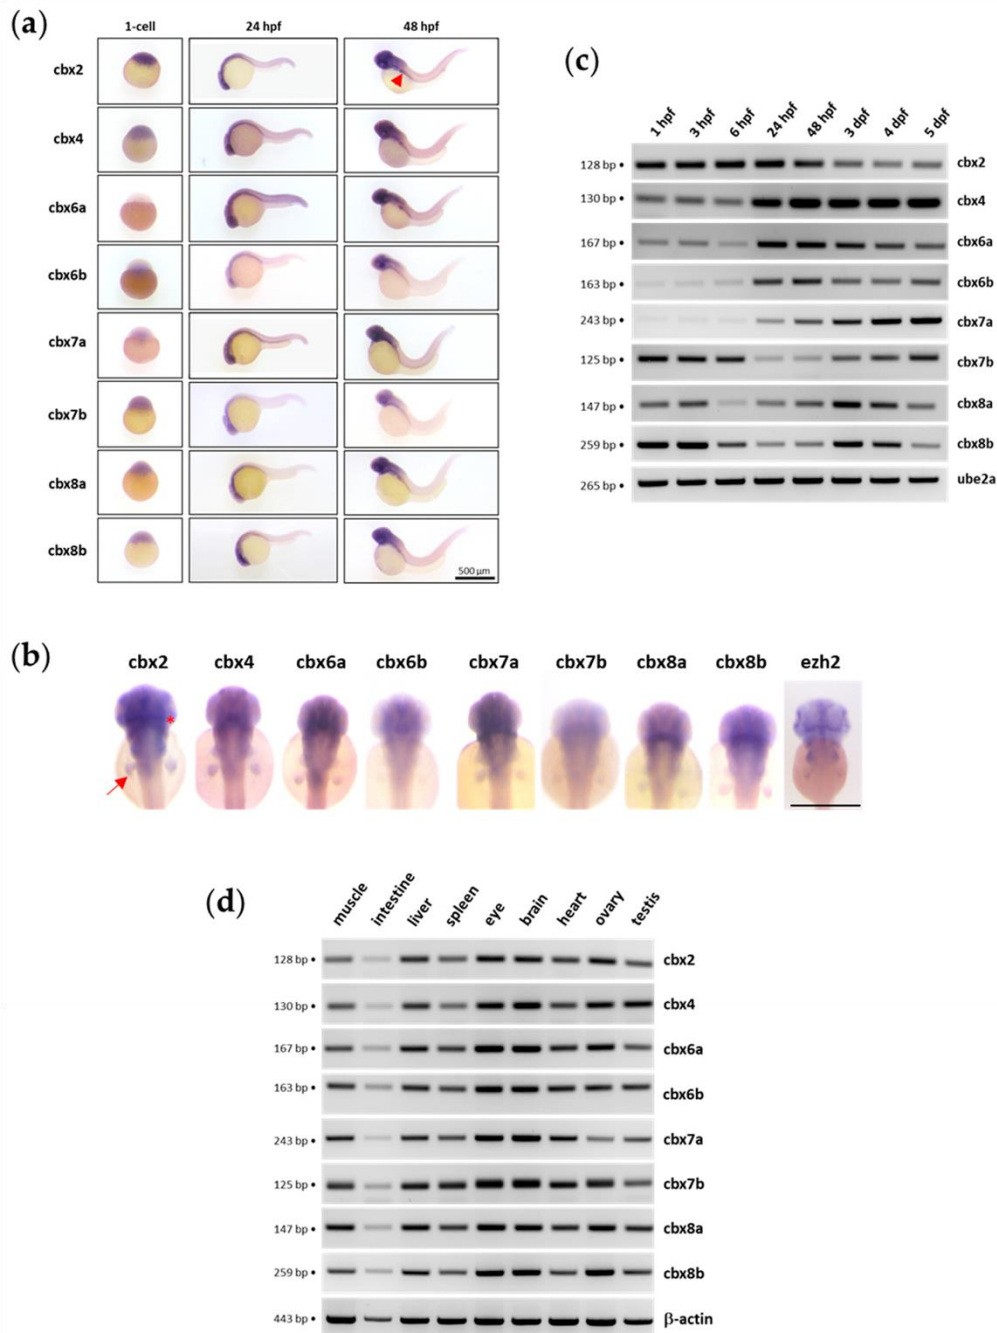 (a)
1-cell 24 hpf 48 hpf
cbx2
cbx4
cbx6a
cbx6b
cbx7a
cbx7b
cbx8a
cbx8b
500 µm
(c)
1 hpf 3 hpf 6 hpf 24 hpf 48 hpf 3 dpf 4 dpf 5 dpf
128 bp • cbx2
130 bp • cbx4
167 bp • cbx6a
163 bp • cbx6b
243 bp • cbx7a
125 bp • cbx7b
147 bp • cbx8a
259 bp • cbx8b
265 bp • ube2a
(b)
cbx2 cbx4 cbx6a cbx6b cbx7a cbx7b cbx8a cbx8b ezh2
*
(d)
muscle intestine liver spleen eye brain heart ovary testis
128 bp • cbx2
130 bp • cbx4
167 bp • cbx6a
163 bp • cbx6b
243 bp • cbx7a
125 bp • cbx7b
147 bp • cbx8a
259 bp • cbx8b
443 bp • β-actin